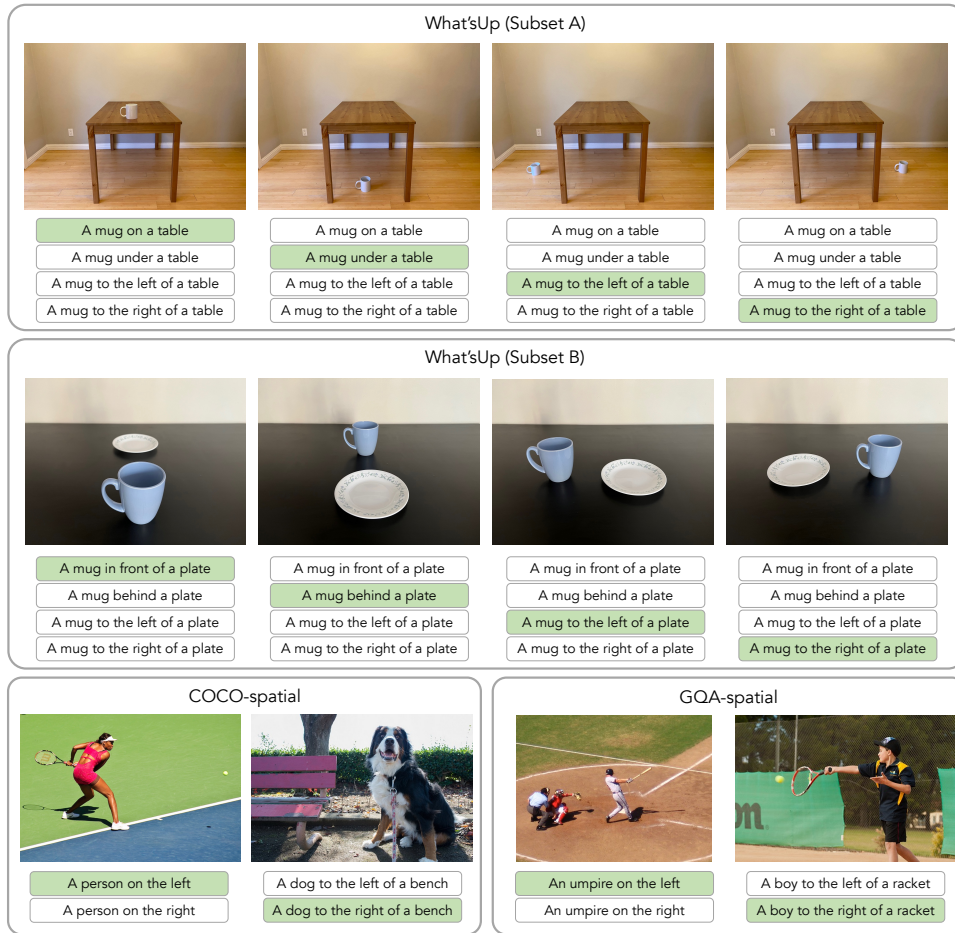 What'sUp (Subset A)
A mug on a table
A mug under a table
A mug to the left of a table
A mug to the right of a table
A mug on a table
A mug under a table
A mug to the left of a table
A mug to the right of a table
A mug on a table
A mug under a table
A mug to the left of a table
A mug to the right of a table
A mug on a table
A mug under a table
A mug to the left of a table
A mug to the right of a table
What'sUp (Subset B)
A mug in front of a plate
A mug behind a plate
A mug to the left of a plate
A mug to the right of a plate
A mug in front of a plate
A mug behind a plate
A mug to the left of a plate
A mug to the right of a plate
A mug in front of a plate
A mug behind a plate
A mug to the left of a plate
A mug to the right of a plate
A mug in front of a plate
A mug behind a plate
A mug to the left of a plate
A mug to the right of a plate
COCO-spatial
A person on the left
A person on the right
A dog to the left of a bench
A dog to the right of a bench
GQA-spatial
An umpire on the left
An umpire on the right
A boy to the left of a racket
A boy to the right of a racket